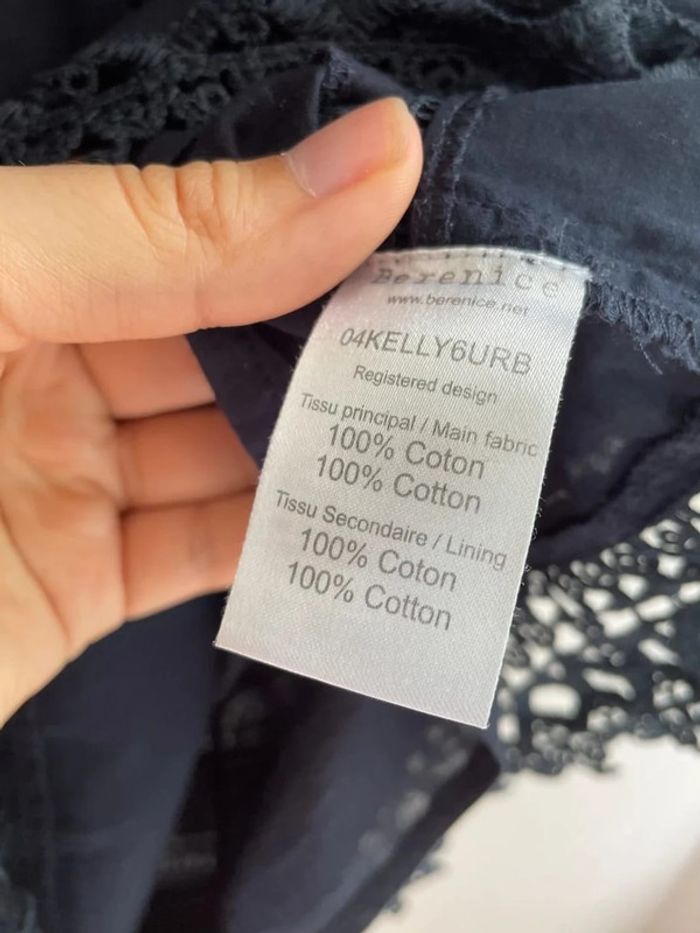 Berenice
www.berenice.net
04KELLY6URB
Registered design
Tissu principal / Main fabric
100% Coton
100% Cotton
Tissu Secondaire / Lining
100% Coton
100% Cotton